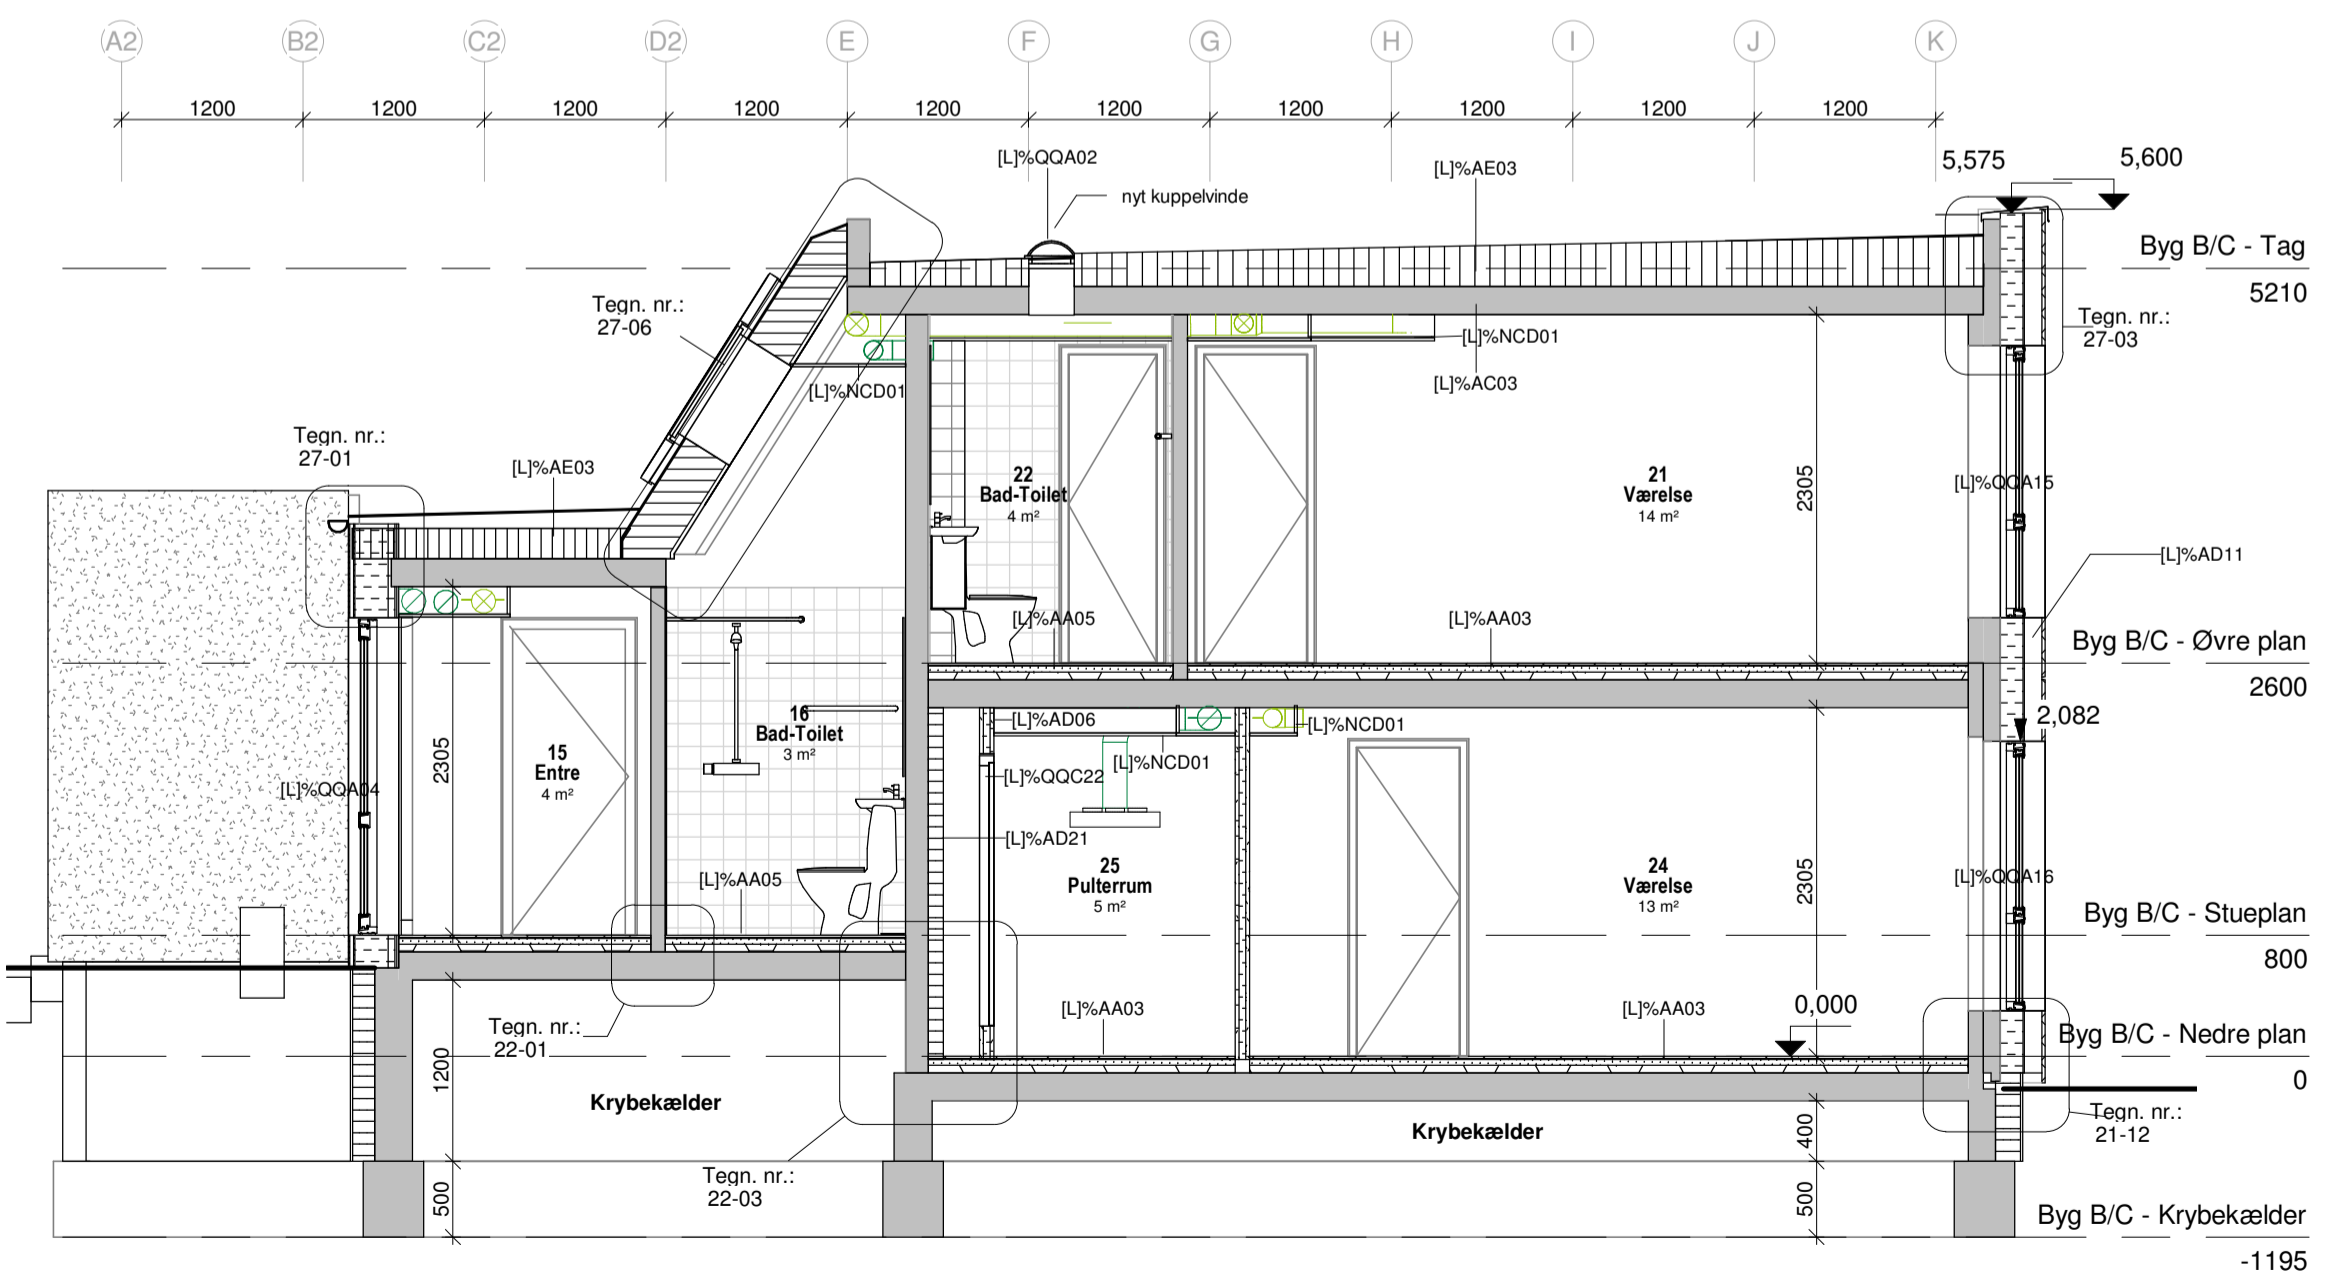 A2 B2 C2 D2 E F G H I J K
1200 1200 1200 1200 1200 1200 1200 1200 1200 1200
[L]%QQA02
[L]%AE03
5,575
5,600
nyt kuppelvinde
Byg B/C - Tag
5210
Tegn. nr.:
27-06
Tegn. nr.:
27-03
[L]%NCD01
[L]%AC03
[L]%NCD01
Tegn. nr.:
27-01
[L]%AE03
22
Bad-Toilet
4 m²
21
Værelse
14 m²
2305
[L]%QQA15
[L]%AD11
[L]%AA05
[L]%AA03
Byg B/C - Øvre plan
2600
16
Bad-Toilet
3 m²
15
Entre
4 m²
2305
[L]%QQA04
[L]%AD06
[L]%NCD01
2,082
[L]%NCD01
[L]%QQC22
[L]%AD21
[L]%AA05
25
Pulterrum
5 m²
24
Værelse
13 m²
2305
[L]%QQA16
Byg B/C - Stueplan
800
[L]%AA03
[L]%AA03
0,000
Tegn. nr.:
22-01
Byg B/C - Nedre plan
0
1200
Krybekælder
Krybekælder
400
Tegn. nr.:
21-12
Tegn. nr.:
22-03
500
500
Byg B/C - Krybekælder
-1195